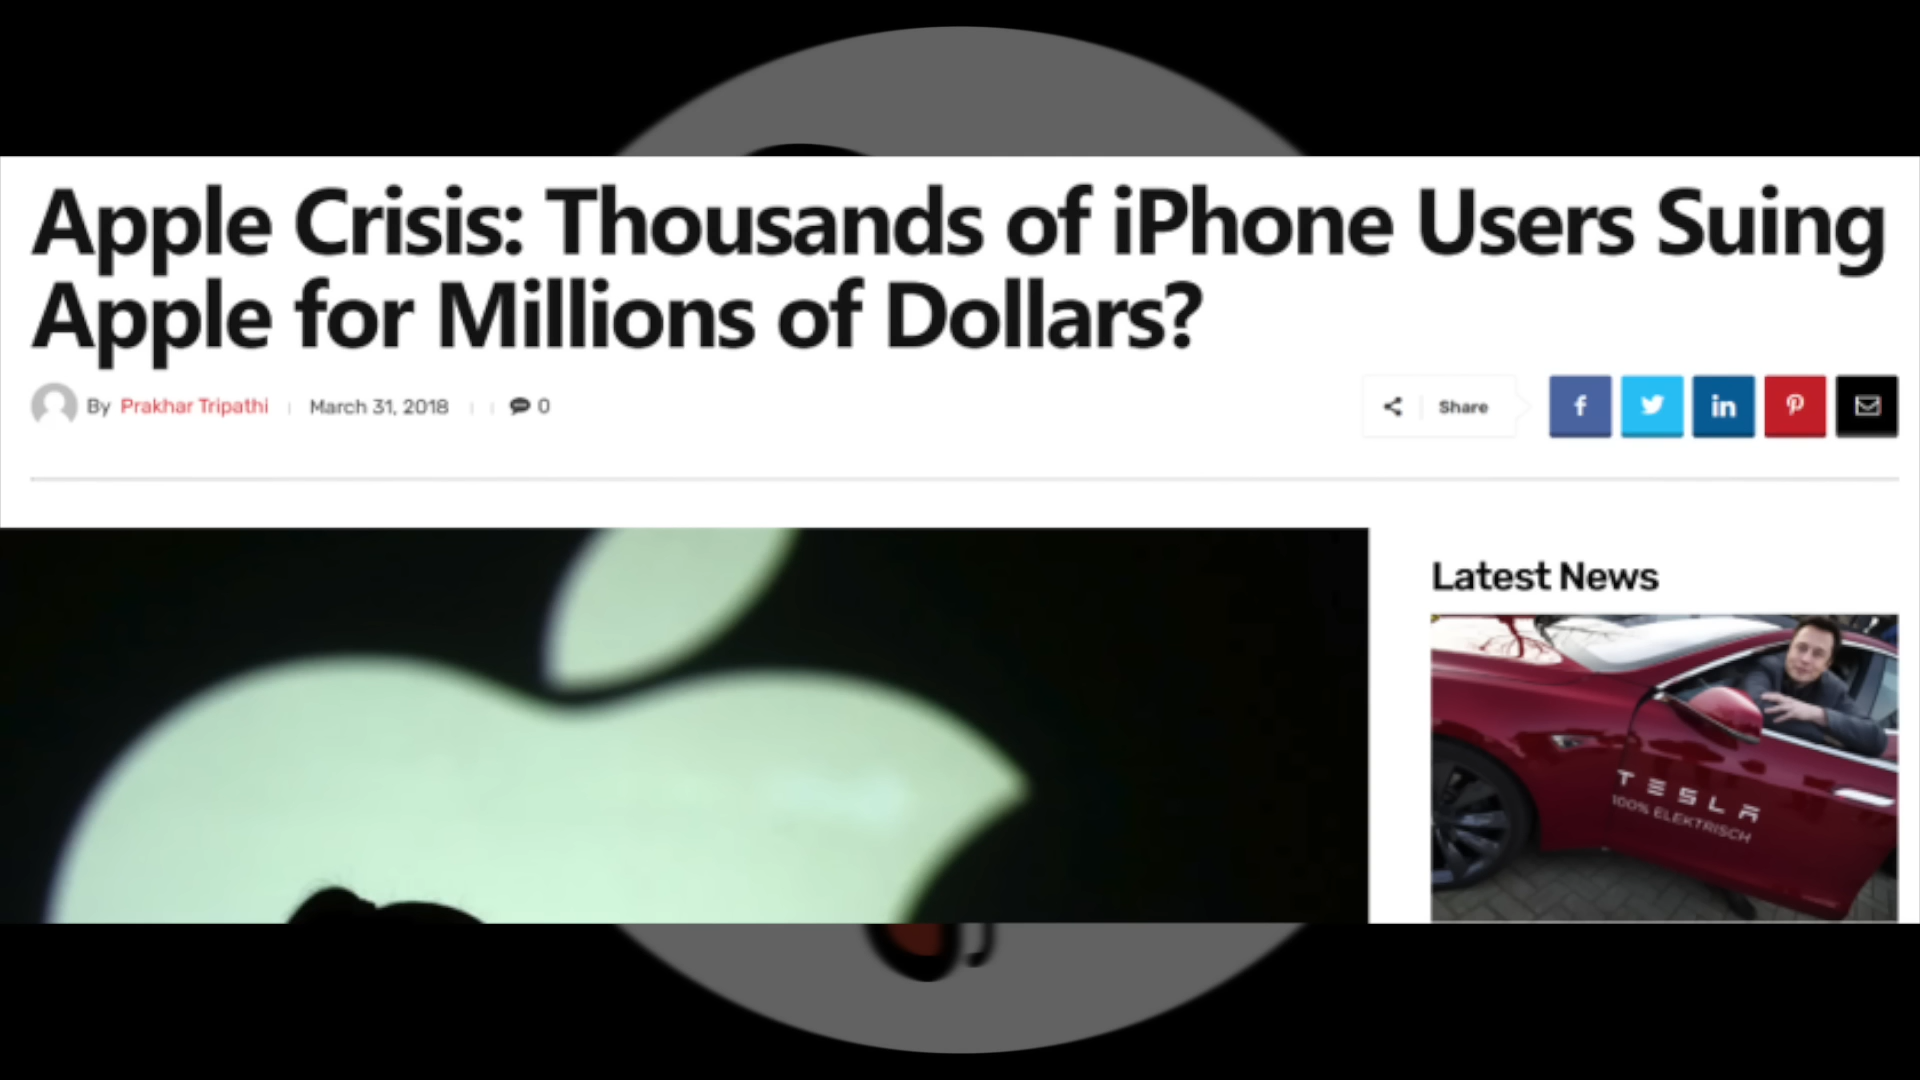 Apple Crisis: Thousands of iPhone Users Suing
Apple for Millions of Dollars?
By Prakhar Tripathi March 31, 2018 0
Share
Latest News
TESLA
100% ELEKTRISCH